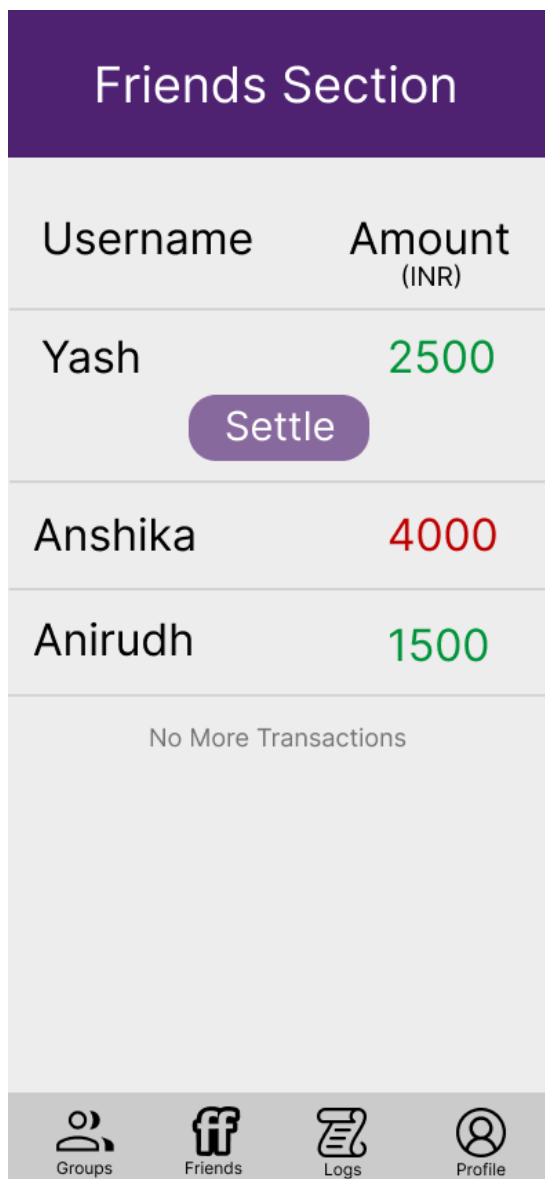 Friends Section
Username Amount
(INR)
Yash 2500
Settle
Anshika 4000
Anirudh 1500
No More Transactions
Groups Friends Logs Profile